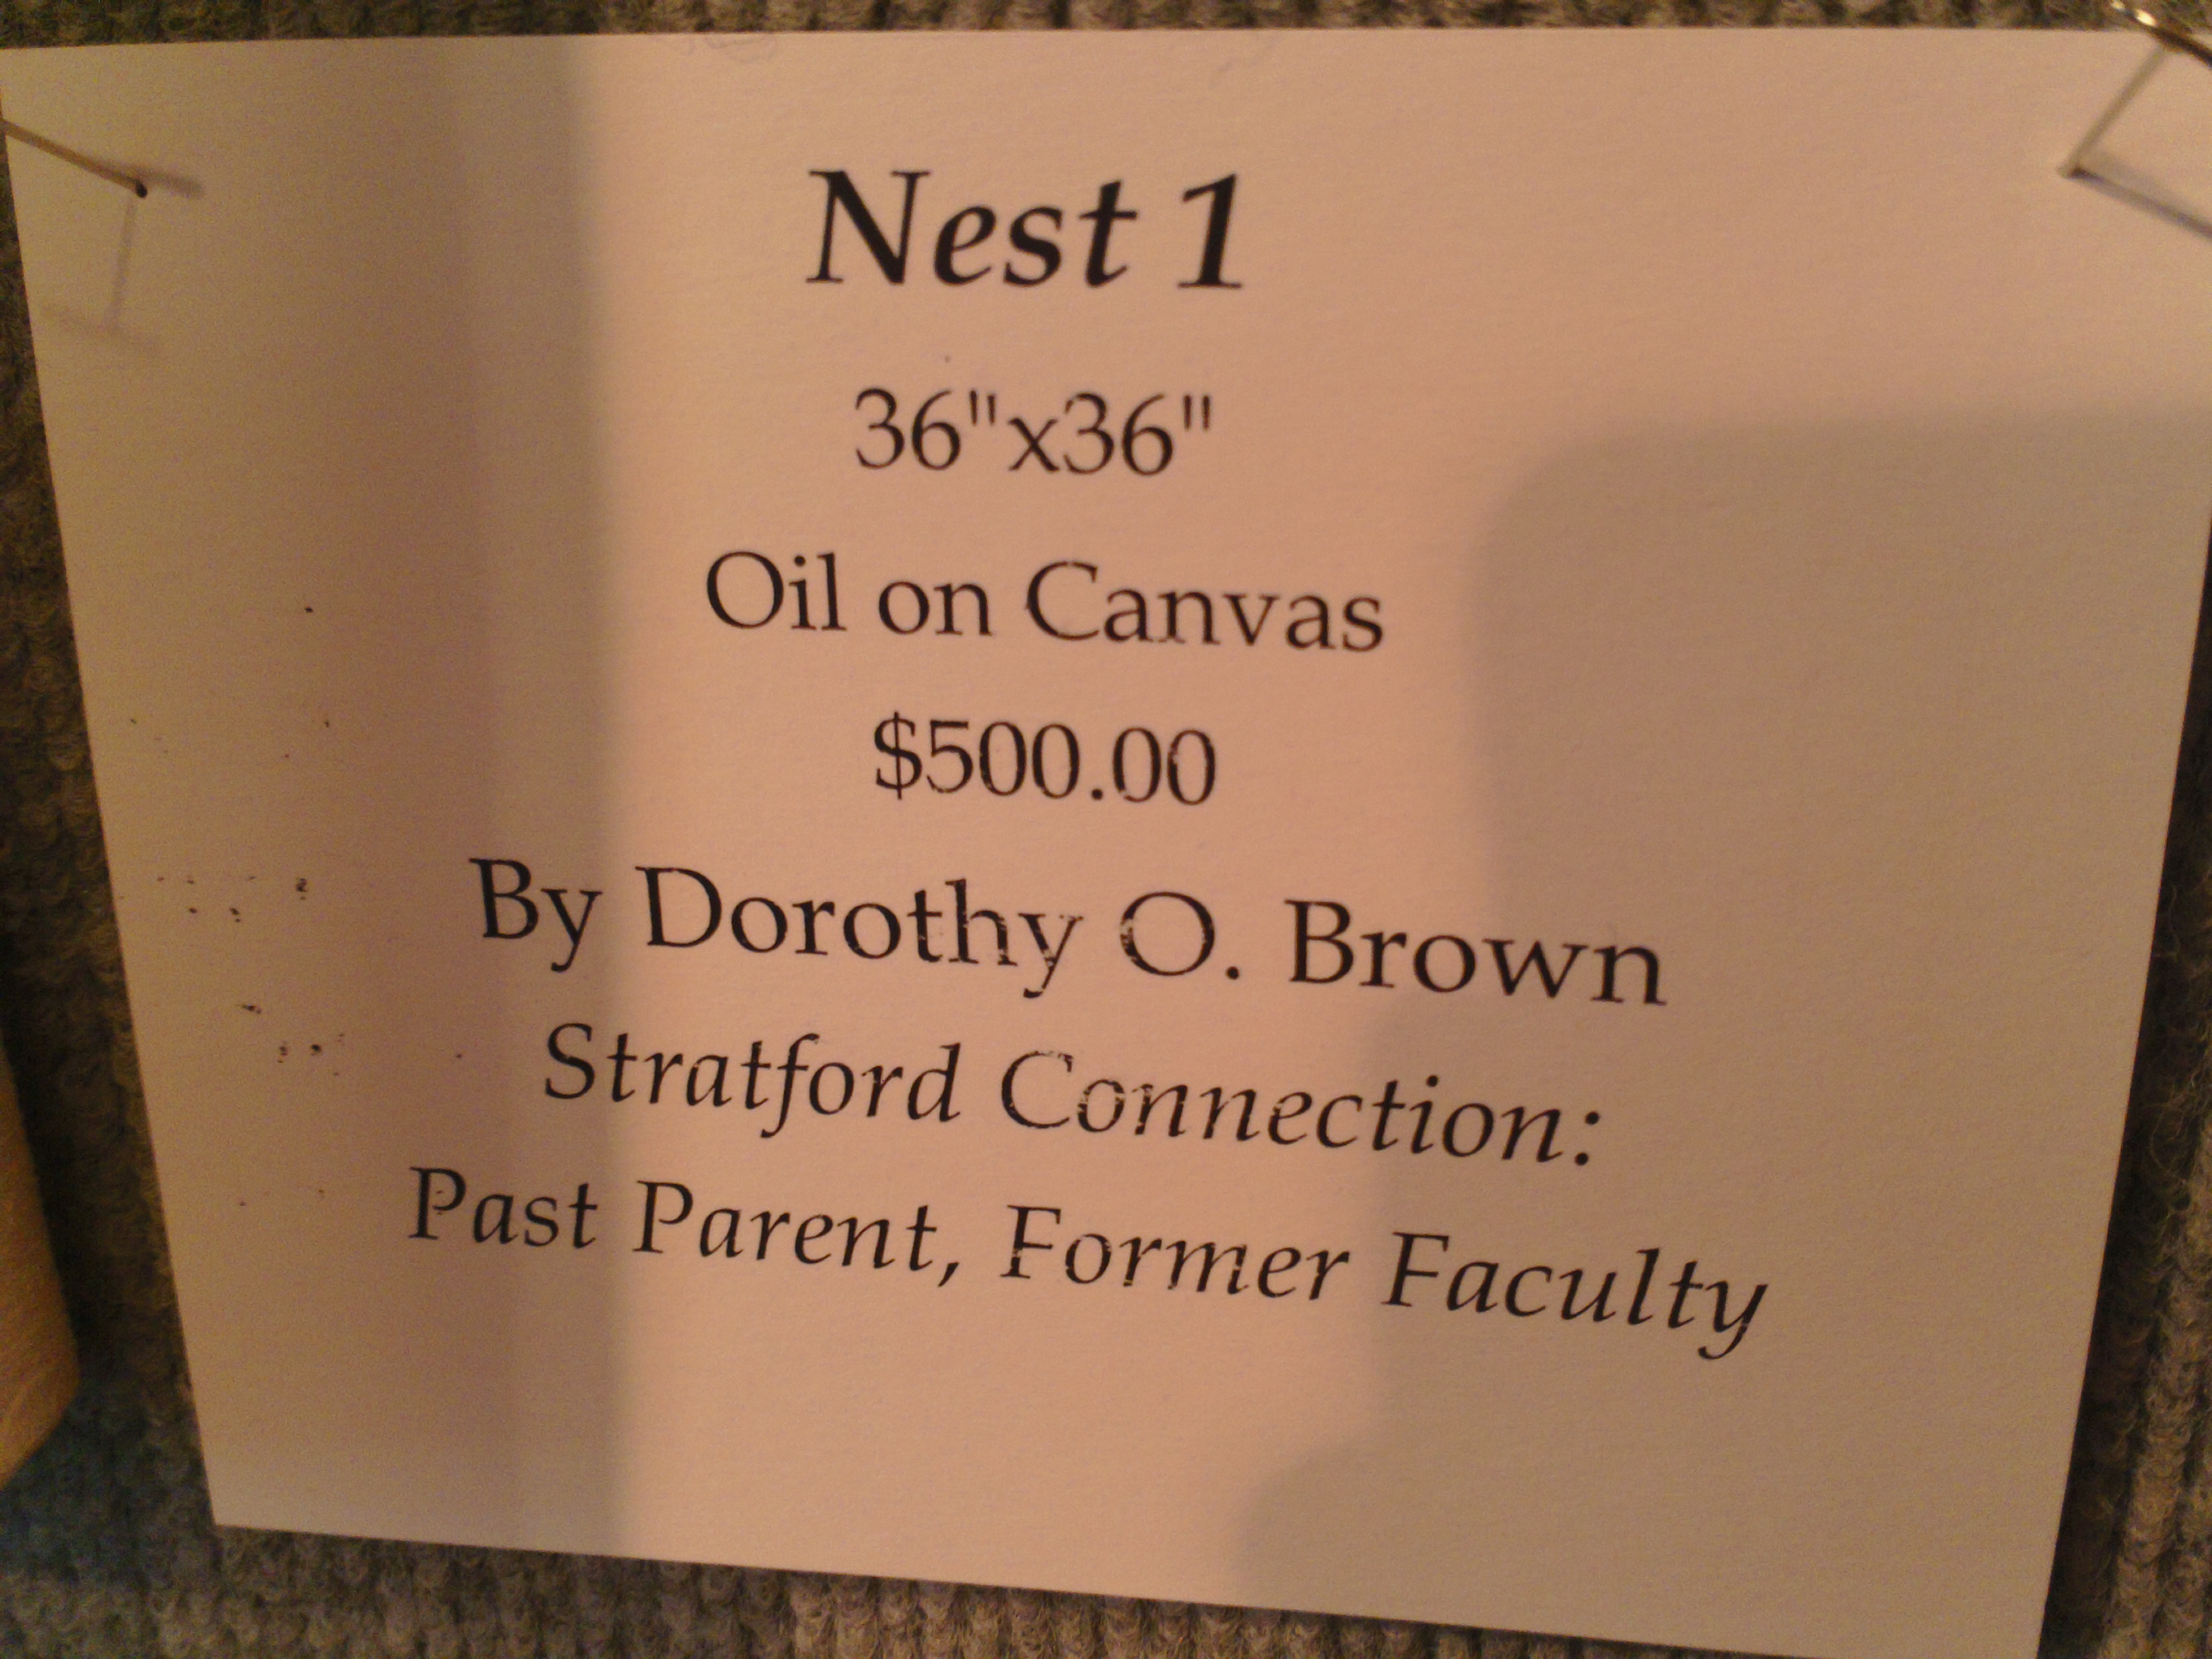 Nest 1
36"x36"
Oil on Canvas
$500.00
By Dorothy O. Brown
Stratford Connection:
Past Parent, Former Faculty